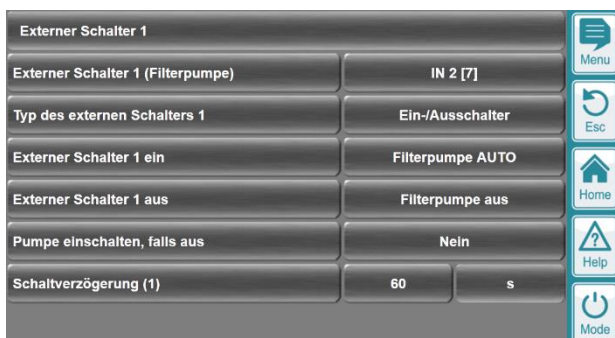 Externer Schalter 1
Menu
Externer Schalter 1 (Filterpumpe) IN 2 [7]
Typ des externen Schalters 1 Ein-/Ausschalter
Esc
Externer Schalter 1 ein Filterpumpe AUTO
Externer Schalter 1 aus Filterpumpe aus
Home
Pumpe einschalten, falls aus Nein
Help
Schaltverzögerung (1) 60 s
Mode